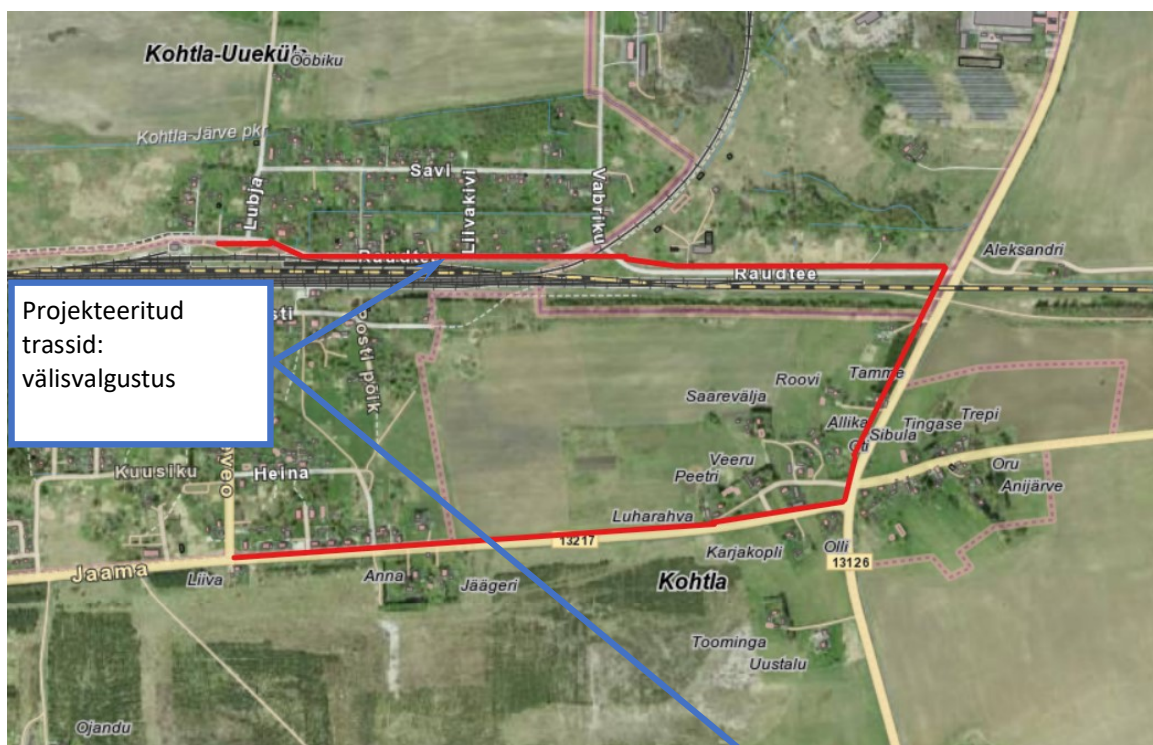 Kohtla-Uueküla
Ööbiku
Kohtla-Järve pkr
Savi
Lubja
Liivakivi
Vabriku
Aleksandri
Raudtee
Raudtee
Projekteeritud
trassid:
välisvalgustus
Posti põik
Tamme
Roovi
Saarevälja
Trepi
Tingase
Allika
Sibula
Oti
Veeru
Oru
Kuusiku
Heina
Peetri
Anijärve
Luharahva
13217
Karjakopli
Olli
13126
Jaama
Liiva
Anna
Jäägeri
Kohtla
Toominga
Uustalu
Ojandu